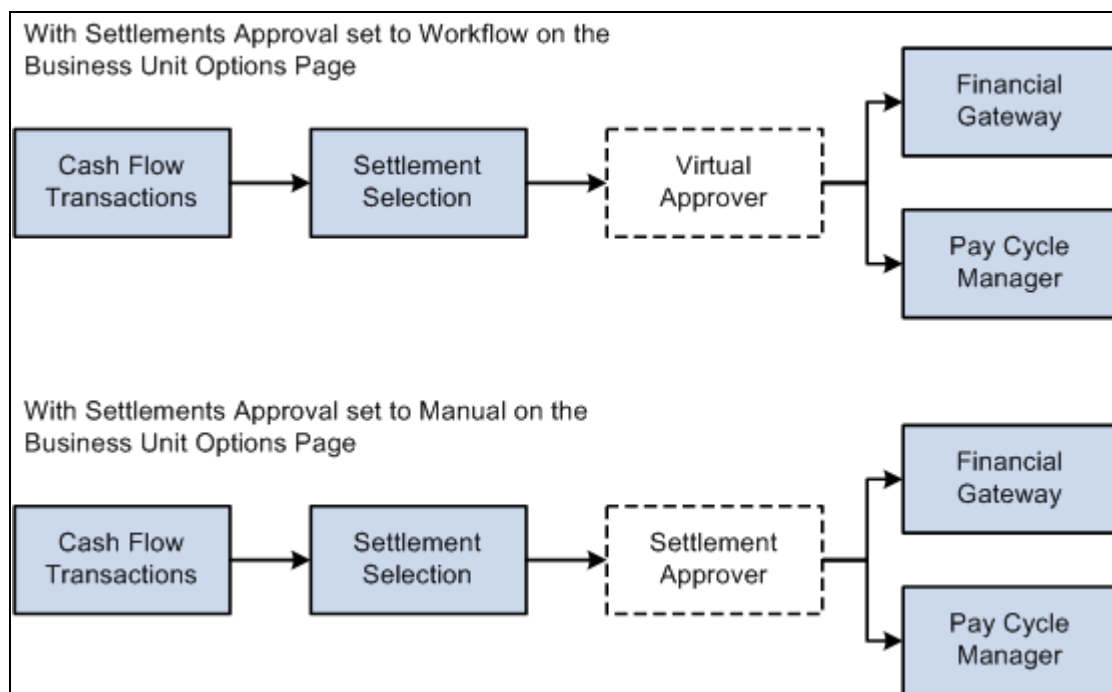 With Settlements Approval set to Workflow on the
Business Unit Options Page
Cash Flow
Transactions
Settlement
Selection
Virtual
Approver
Financial
Gateway
Pay Cycle
Manager
With Settlements Approval set to Manual on the
Business Unit Options Page
Cash Flow
Transactions
Settlement
Selection
Settlement
Approver
Financial
Gateway
Pay Cycle
Manager